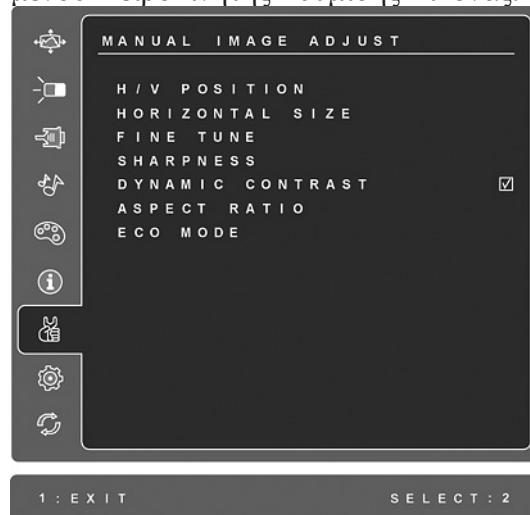 MANUAL IMAGE ADJUST
H/V POSITION
HORIZONTAL SIZE
FINE TUNE
SHARPNESS
DYNAMIC CONTRAST
ASPECT RATIO
ECO MODE
1:EXIT SELECT:2